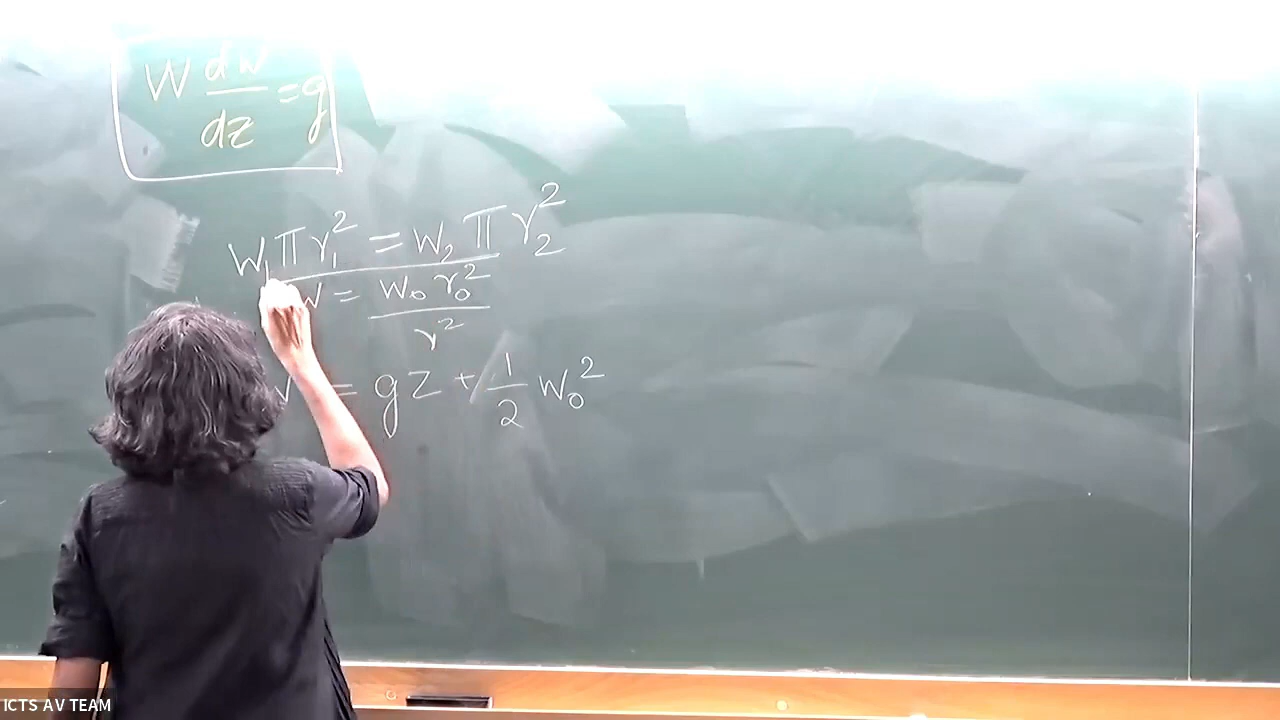 W dw/dz = g
W₁ π r₁² = W₂ π r₂²
W = W₀ r₀² / r²
= gz + 1/2 W₀²
ICTS AV TEAM